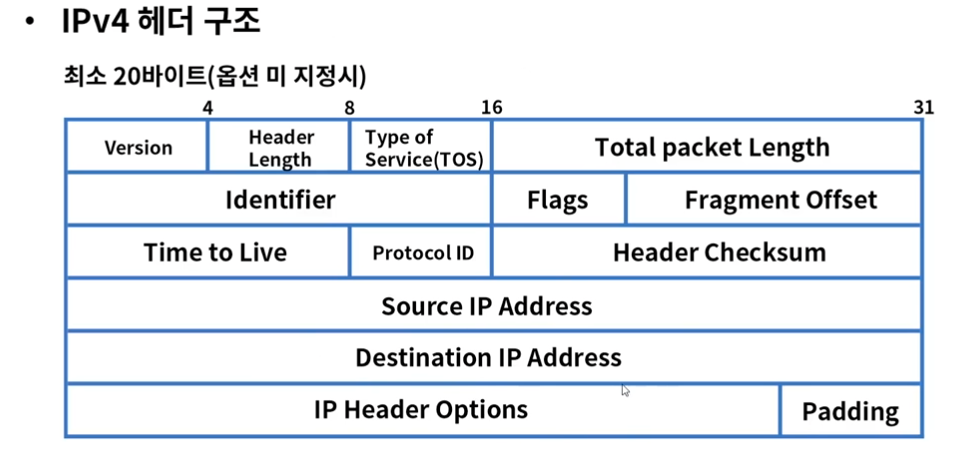 • IPv4 헤더 구조
최소 20바이트(옵션 미 지정시)
4 8 16 31
Version
Header
Length
Type of
Service(TOS)
Total packet Length
Identifier
Flags
Fragment Offset
Time to Live
Protocol ID
Header Checksum
Source IP Address
Destination IP Address
IP Header Options
Padding